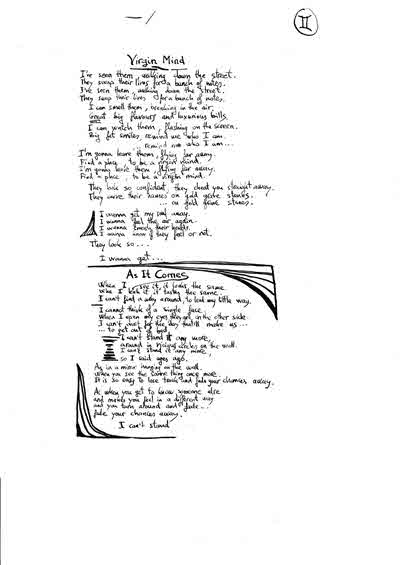 II
Virgin Mind
I've seen them, walking down the street.
They swap their lives for a bunch of notes.
I've seen them, walking down the street.
They swap their lives for a bunch of notes.
I can smell them, breathing in the air.
Great big flavours and luxurious bills.
I can watch them, flashing on the screen.
Big fat smiles, remind me who I am.
... remind me who I am...
I'm gonna leave them, flying far away.
Find a place, to be a virgin mind.
I'm gonna leave them flying far away.
Find a place, to be a virgin mind.
They look so confident, they cheat you straight away.
They carve their names on gold grave stones.
... on gold grave stones.
I wanna get my soul away.
I wanna feel the air again.
I wanna their heads.
I wanna know if they feel or not.
They look so...
I wanna get...
As It Comes
When I see it, it looks the same
When I look at it tastes the same.
I can't find a way around, to lead my little way.
I cannot think of a single face.
When I open my eyes they're in the other side.
I can't wait for the day that'll make us...
... to get out of bed
I can't stand it any more,
around in vicious circles on the wall.
I can't stand it any more,
so I said ages ago.
As in a mirror hanging on the wall.
When you see the same thing once more.
It is so easy to lose touch and fade your chances away.
As when you get to know someone else
and makes you feel in a different way
and you turn around and fade...
fade your chances away.
I can't stand